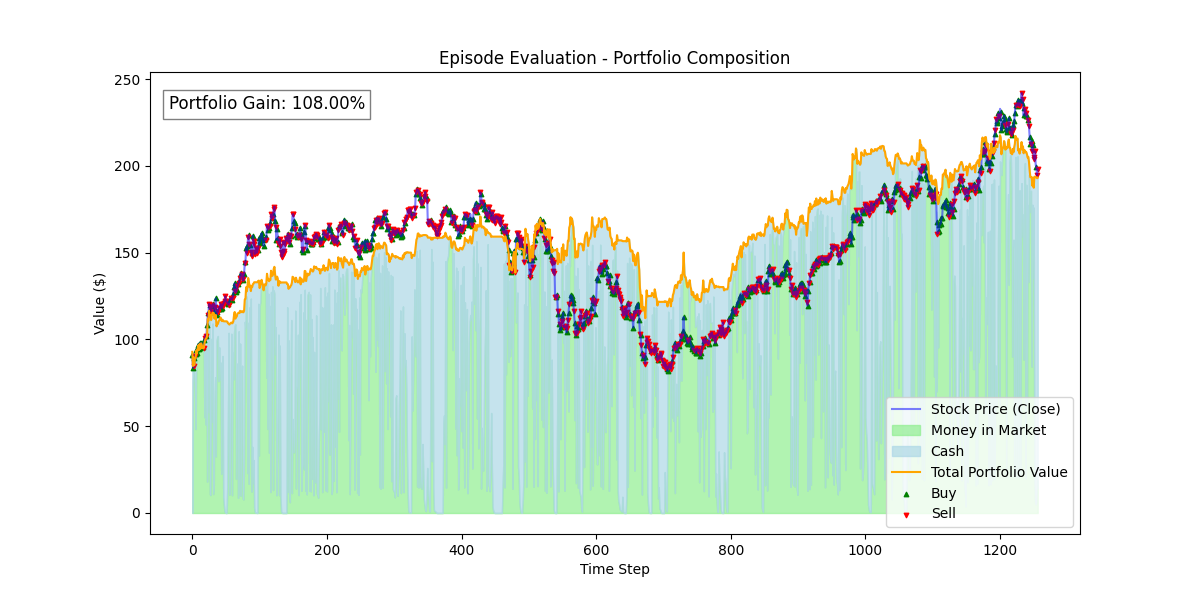 Episode Evaluation - Portfolio Composition
Portfolio Gain: 108.00%
Value ($)
250
200
150
100
50
0
0 200 400 600 800 1000 1200
Time Step
Stock Price (Close)
Money in Market
Cash
Total Portfolio Value
Buy
Sell